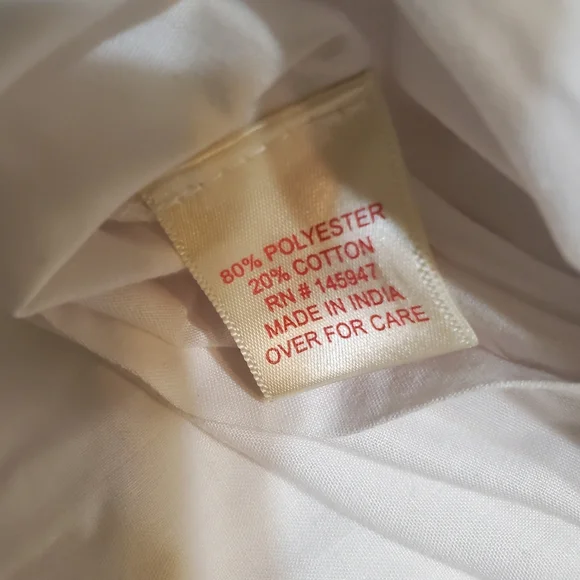 80% POLYESTER
20% COTTON
RN # 145947
MADE IN INDIA
OVER FOR CARE